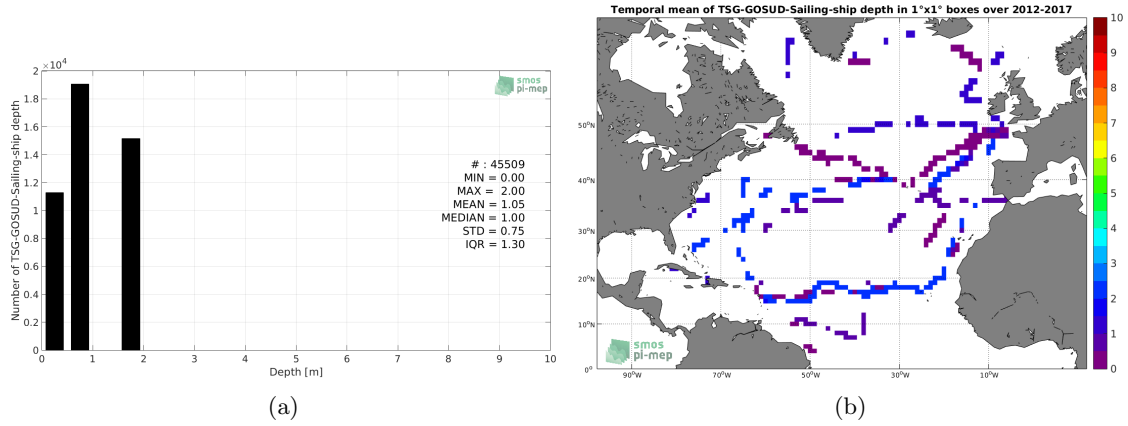 ×10⁴
2
1.8
1.6
1.4
1.2
1
0.8
0.6
0.4
0.2
0
Number of TSG-GOSUD-Sailing-ship depth
smos
pi-mep
# : 45509
MIN = 0.00
MAX = 2.00
MEAN = 1.05
MEDIAN = 1.00
STD = 0.75
IQR = 1.30
0 1 2 3 4 5 6 7 8 9 10
Depth [m]
(a)
Temporal mean of TSG-GOSUD-Sailing-ship depth in 1°x1° boxes over 2012-2017
50°N
40°N
30°N
20°N
10°N
0°
90°W 70°W 50°W 30°W 10°W
smos
pi-mep
10
9
8
7
6
5
4
3
2
1
0
(b)